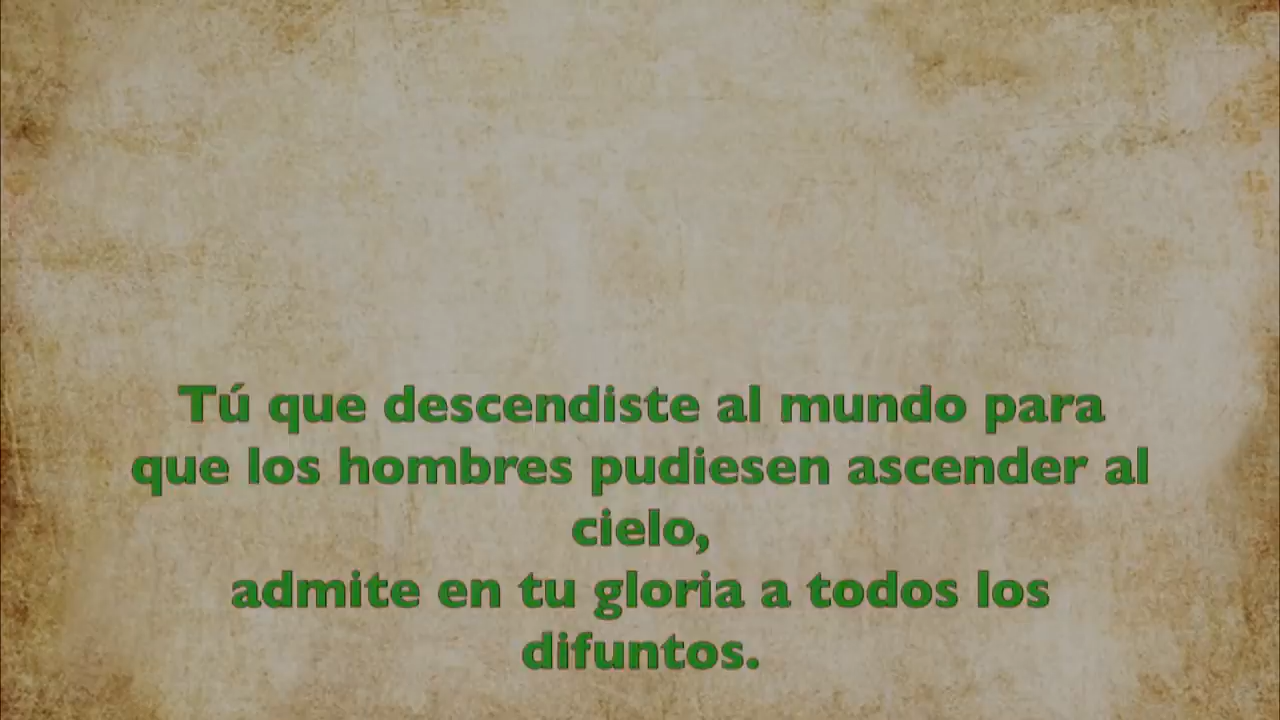 Tú que descendiste al mundo para
que los hombres pudiesen ascender al
cielo,
admite en tu gloria a todos los
difuntos.